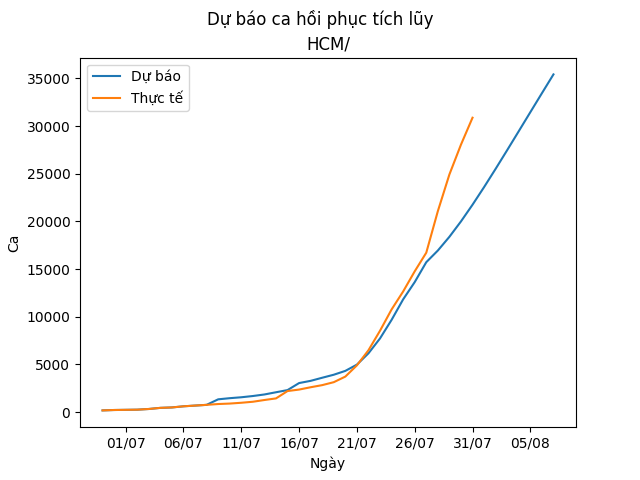 Dự báo ca hồi phục tích lũy
HCM/
Dự báo
Thực tế
35000
30000
25000
20000
15000
10000
5000
0
Ca
01/07 06/07 11/07 16/07 21/07 26/07 31/07 05/08
Ngày